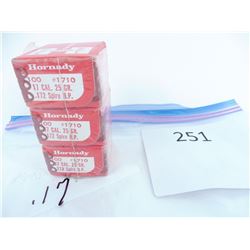 Hornady
100 #1710
17 CAL. 25 GR.
.172 Spire H.P.
Hornady
00 #1710
17 CAL. 25 GR.
.172 Spire H.P.
Hornady
00 #1710
17 CAL. 25 GR.
.172 Spire H.P.
251
.17